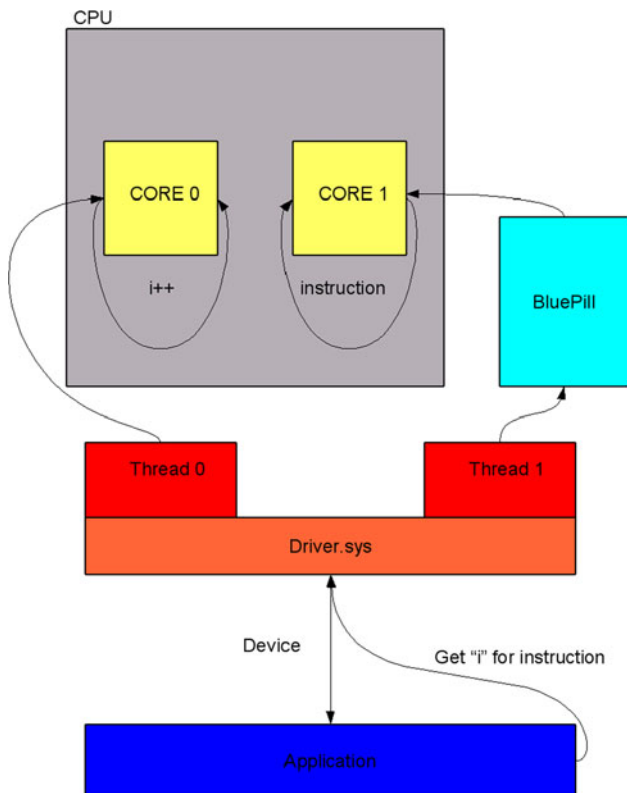 CPU
CORE 0
CORE 1
i++
instruction
BluePill
Thread 0
Thread 1
Driver.sys
Device
Get “i” for instruction
Application